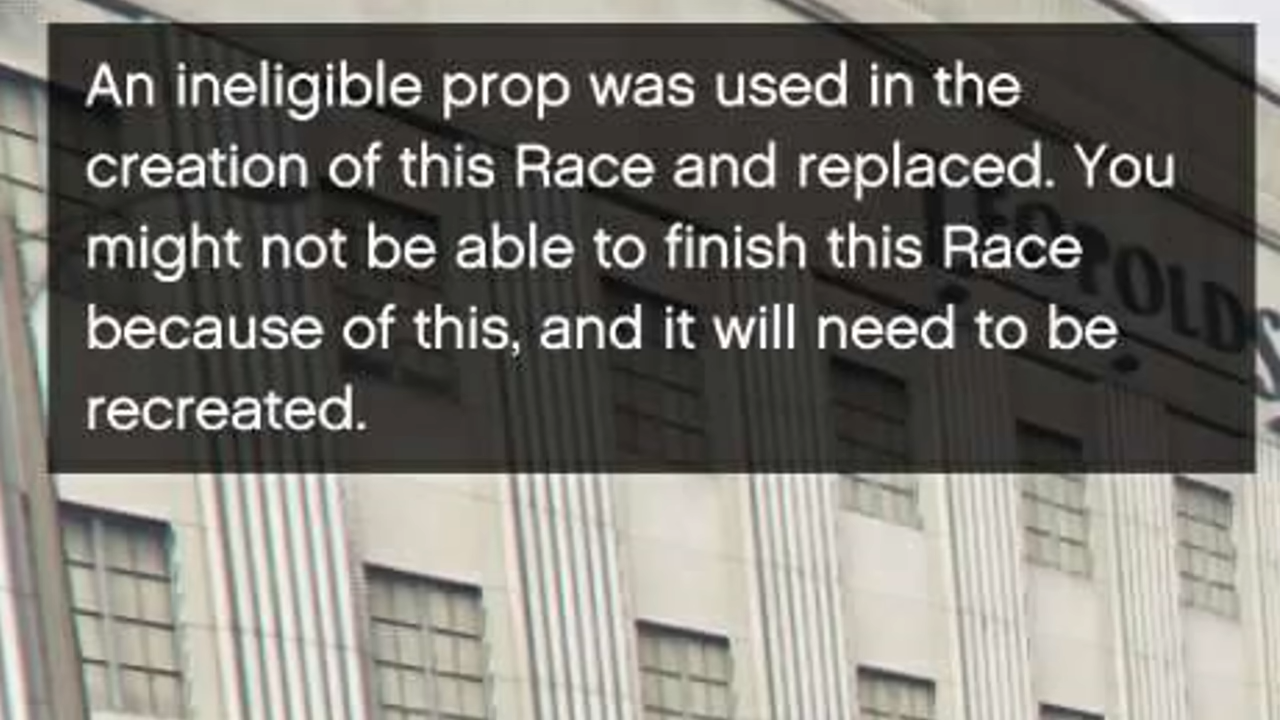 An ineligible prop was used in the
creation of this Race and replaced. You
might not be able to finish this Race
because of this, and it will need to be
recreated.
LEOPOLDS